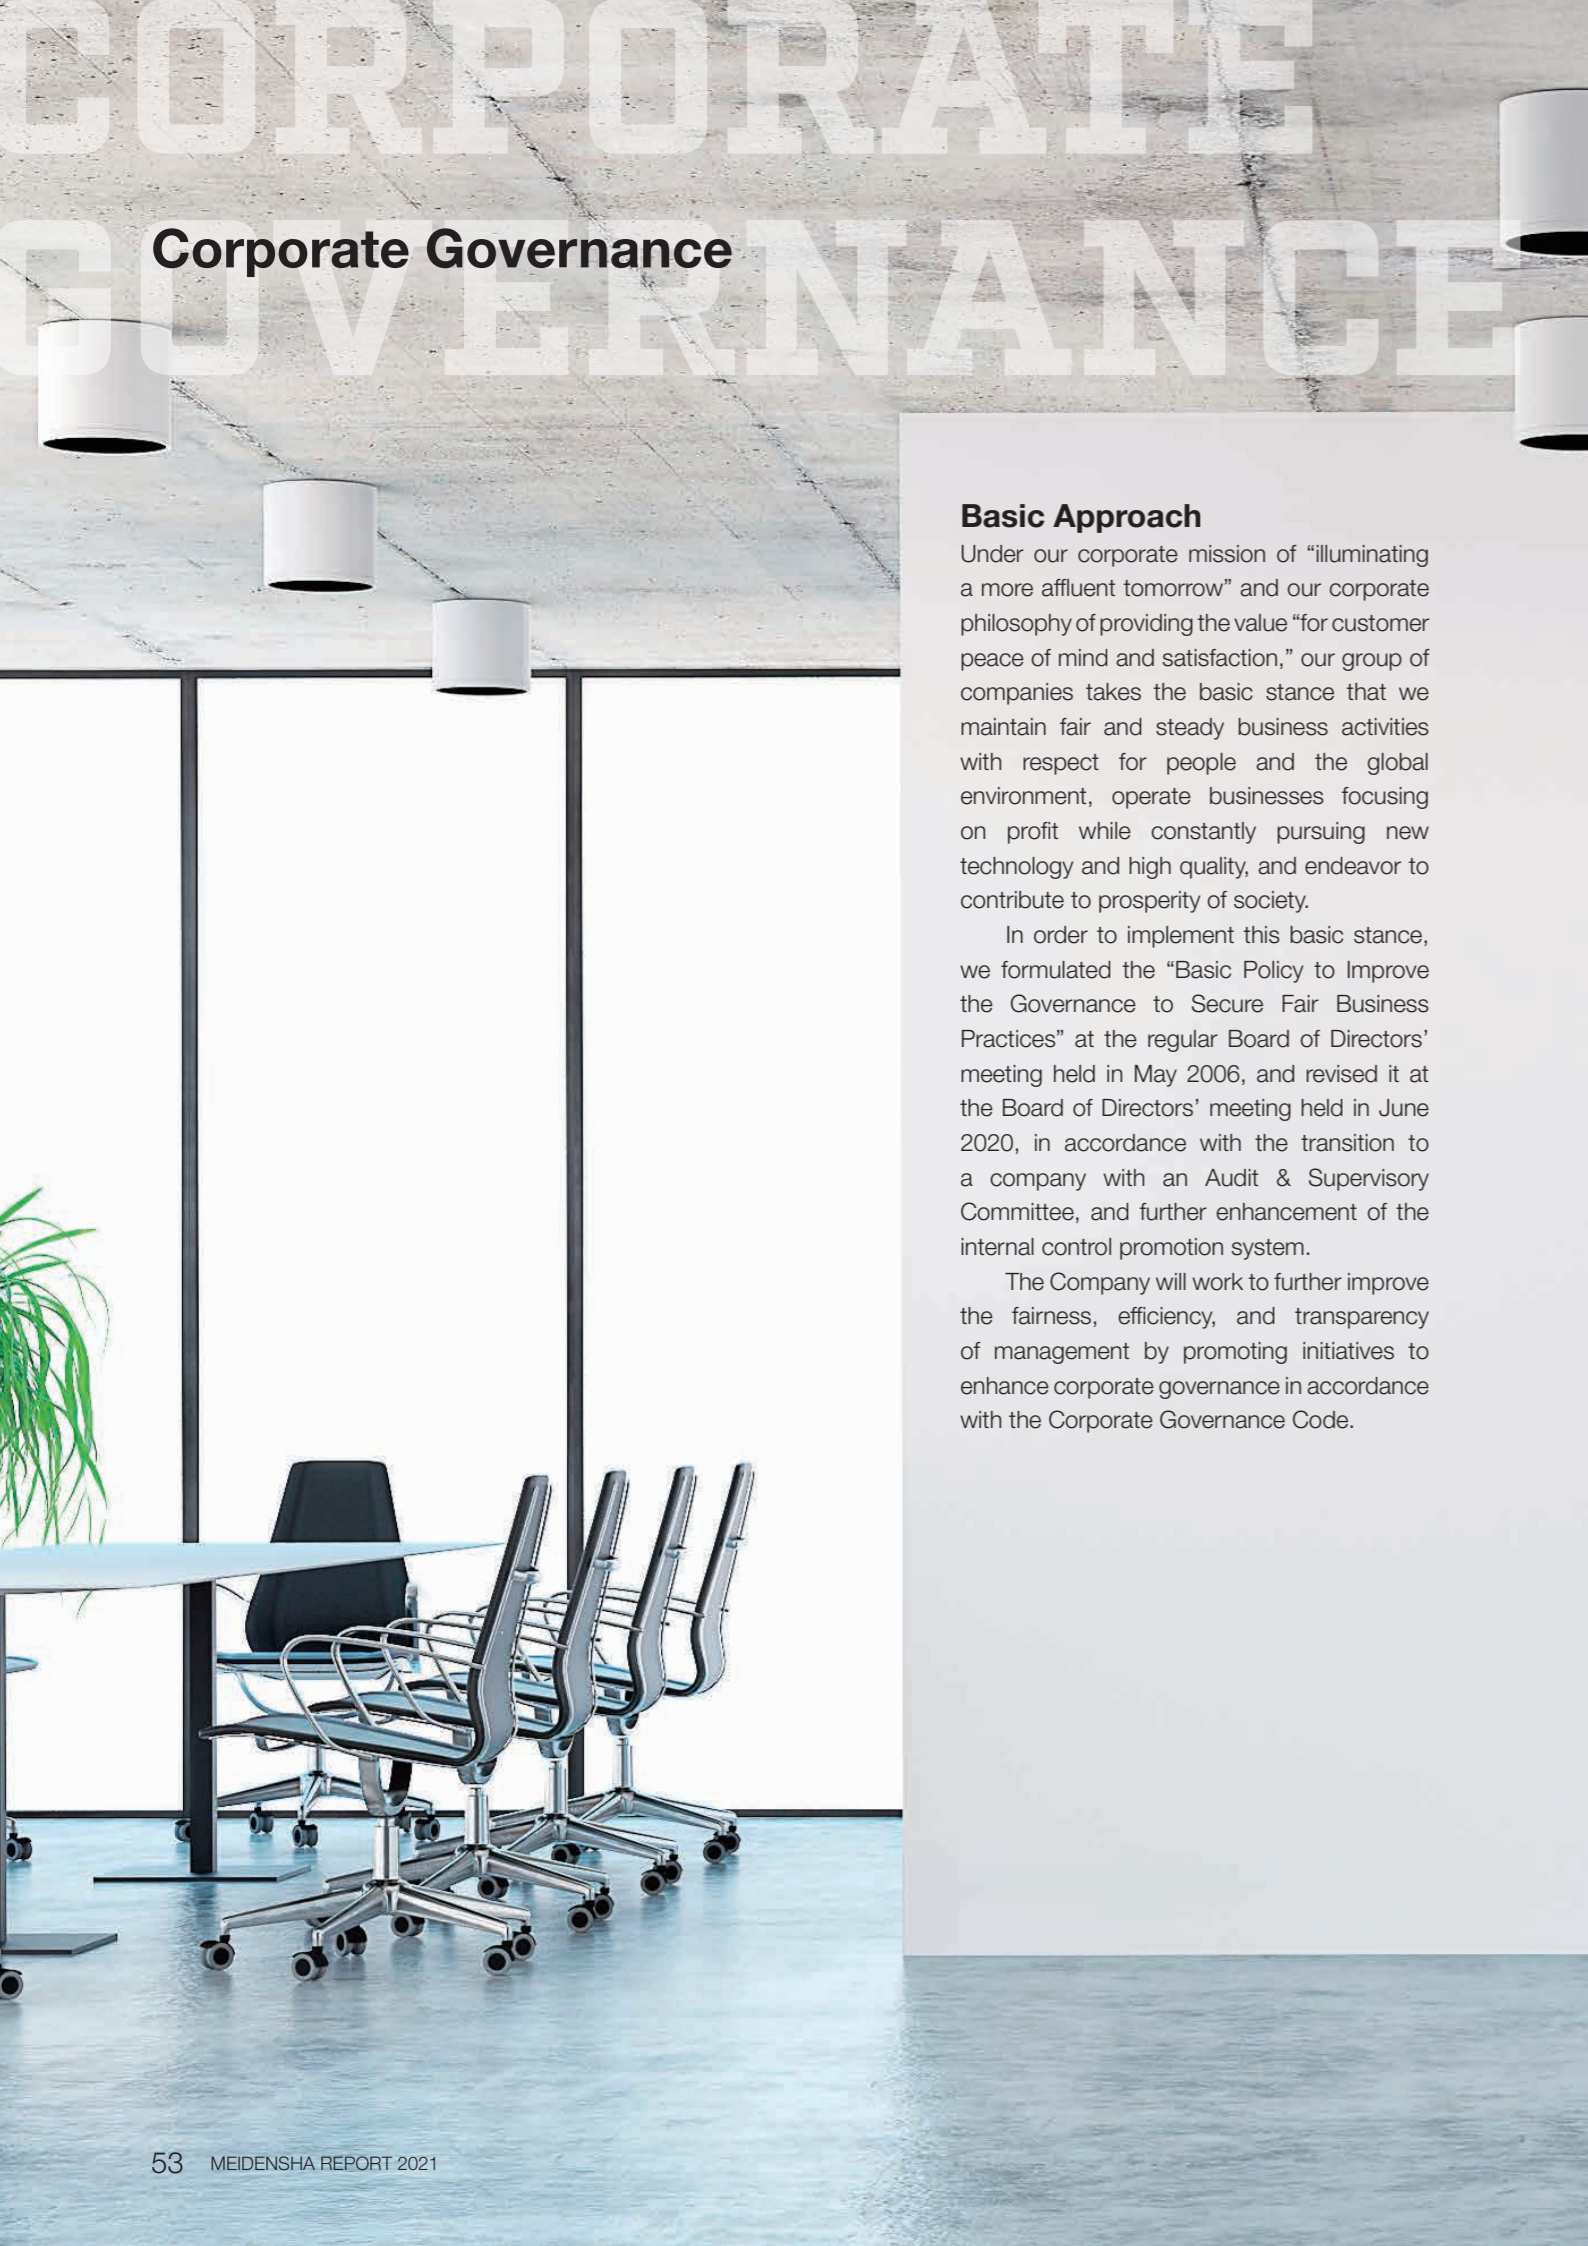 CORPORATE
GOVERNANCE
Corporate Governance
Basic Approach
Under our corporate mission of “illuminating
a more affluent tomorrow” and our corporate
philosophy of providing the value “for customer
peace of mind and satisfaction,” our group of
companies takes the basic stance that we
maintain fair and steady business activities
with respect for people and the global
environment, operate businesses focusing
on profit while constantly pursuing new
technology and high quality, and endeavor to
contribute to prosperity of society.
In order to implement this basic stance,
we formulated the “Basic Policy to Improve
the Governance to Secure Fair Business
Practices” at the regular Board of Directors’
meeting held in May 2006, and revised it at
the Board of Directors’ meeting held in June
2020, in accordance with the transition to
a company with an Audit & Supervisory
Committee, and further enhancement of the
internal control promotion system.
The Company will work to further improve
the fairness, efficiency, and transparency
of management by promoting initiatives to
enhance corporate governance in accordance
with the Corporate Governance Code.
53 MEIDENSHA REPORT 2021